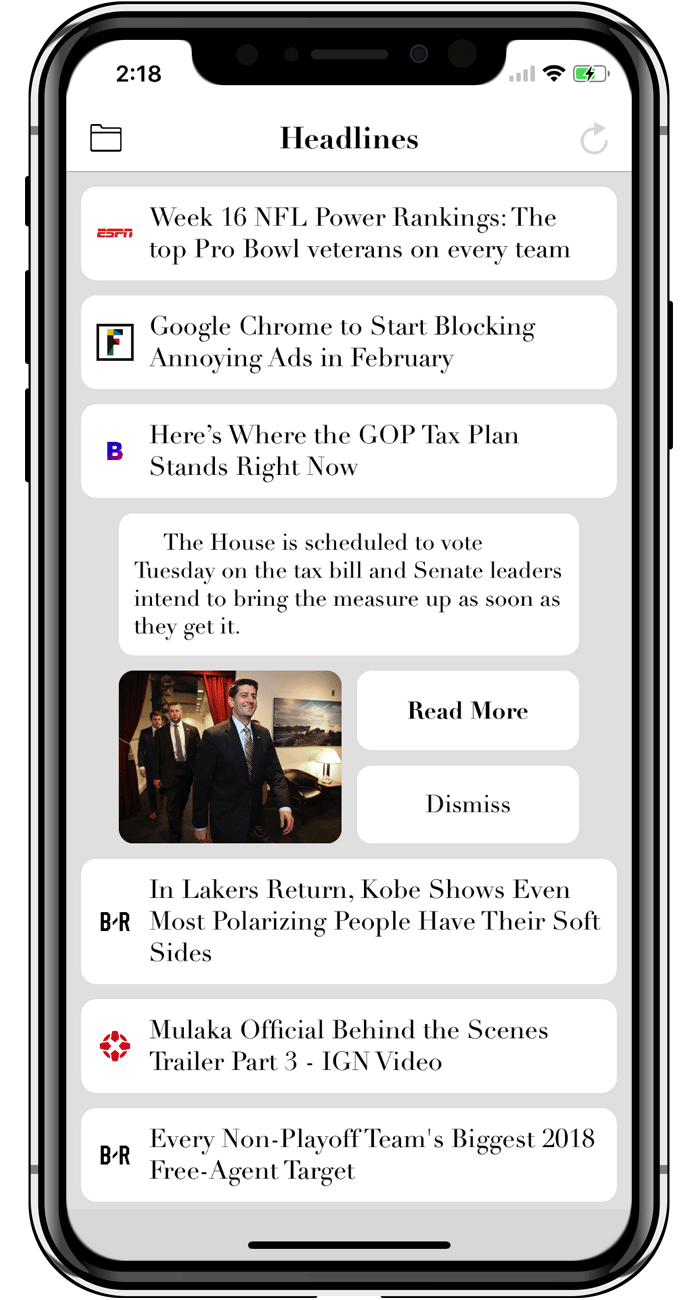 2:18
Headlines
ESPN
Week 16 NFL Power Rankings: The
top Pro Bowl veterans on every team
F
Google Chrome to Start Blocking
Annoying Ads in February
B
Here’s Where the GOP Tax Plan
Stands Right Now
The House is scheduled to vote
Tuesday on the tax bill and Senate leaders
intend to bring the measure up as soon as
they get it.
Read More
Dismiss
B/R
In Lakers Return, Kobe Shows Even
Most Polarizing People Have Their Soft
Sides
Mulaka Official Behind the Scenes
Trailer Part 3 - IGN Video
B/R
Every Non-Playoff Team's Biggest 2018
Free-Agent Target